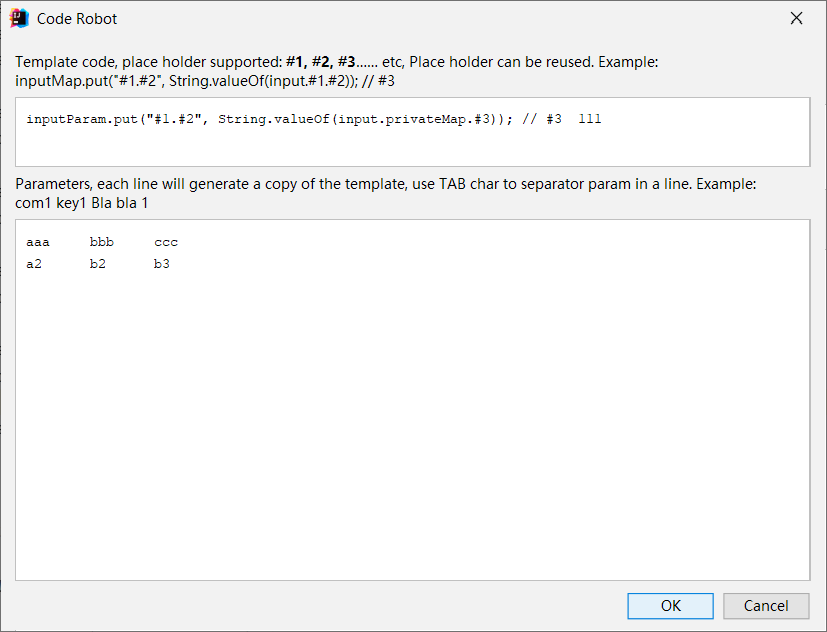 Code Robot
Template code, place holder supported: #1, #2, #3...... etc, Place holder can be reused. Example:
inputMap.put("#1.#2", String.valueOf(input.#1.#2)); // #3
inputParam.put("#1.#2", String.valueOf(input.privateMap.#3)); // #3  111
Parameters, each line will generate a copy of the template, use TAB char to separator param in a line. Example:
com1 key1 Bla bla 1
aaa	bbb	ccc
a2	b2	b3
OK	Cancel